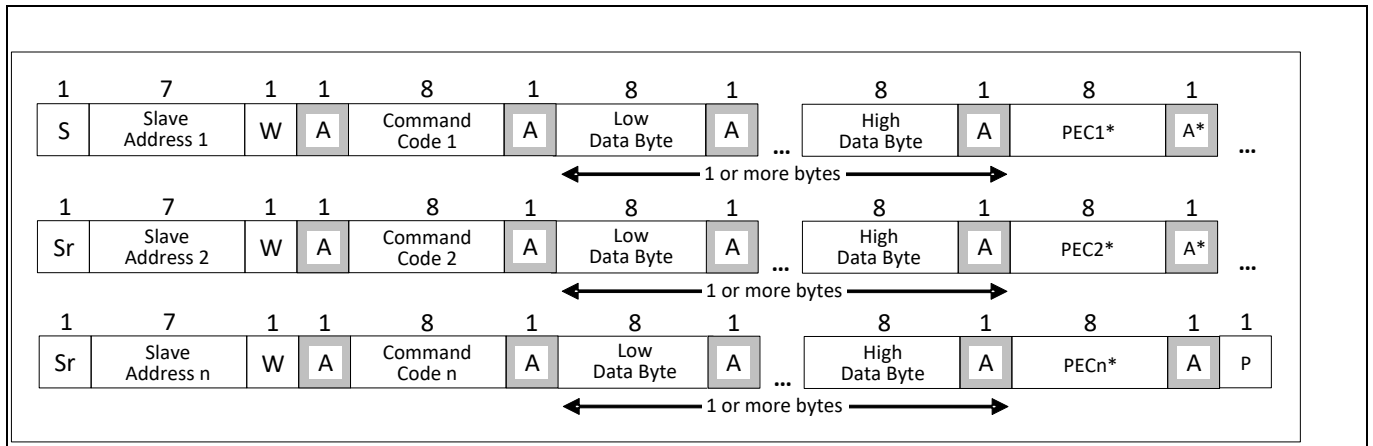 1 7 1 1 8 1 8 1 8 1 8 1
S Slave Address 1 W A Command Code 1 A Low Data Byte A ... High Data Byte A PEC1* A* ...
1 or more bytes
1 7 1 1 8 1 8 1 8 1 8 1
Sr Slave Address 2 W A Command Code 2 A Low Data Byte A ... High Data Byte A PEC2* A* ...
1 or more bytes
1 7 1 1 8 1 8 1 8 1 8 1 1
Sr Slave Address n W A Command Code n A Low Data Byte A ... High Data Byte A PECn* A P
1 or more bytes